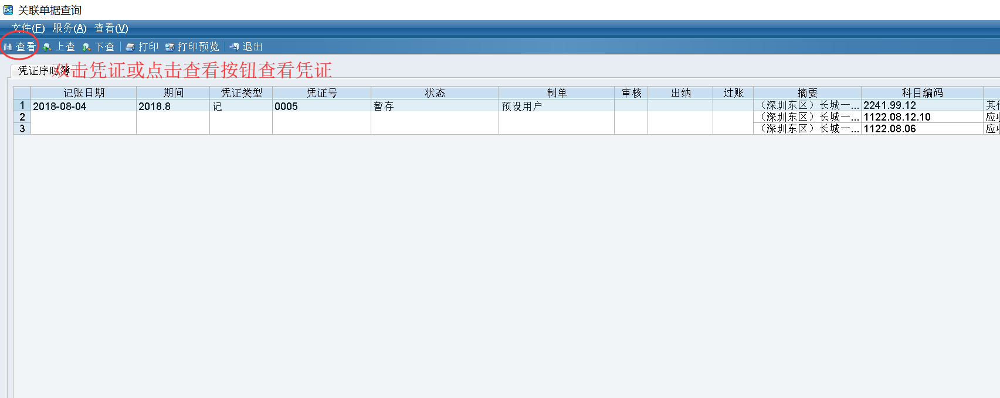 关联单据查询
文件(F) 服务(A) 查看(V)
查看 上查 下查 打印 打印预览 退出
双击凭证或点击查看按钮查看凭证
凭证序时簿
记账日期 期间 凭证类型 凭证号 状态 制单 审核 出纳 过账 摘要 科目编码
1 2018-08-04 2018.8 记 0005 暂存 预设用户 （深圳东区）长城一... 2241.99.12 其他
2 （深圳东区）长城一... 1122.08.12.10 应收
3 （深圳东区）长城一... 1122.08.06 应收